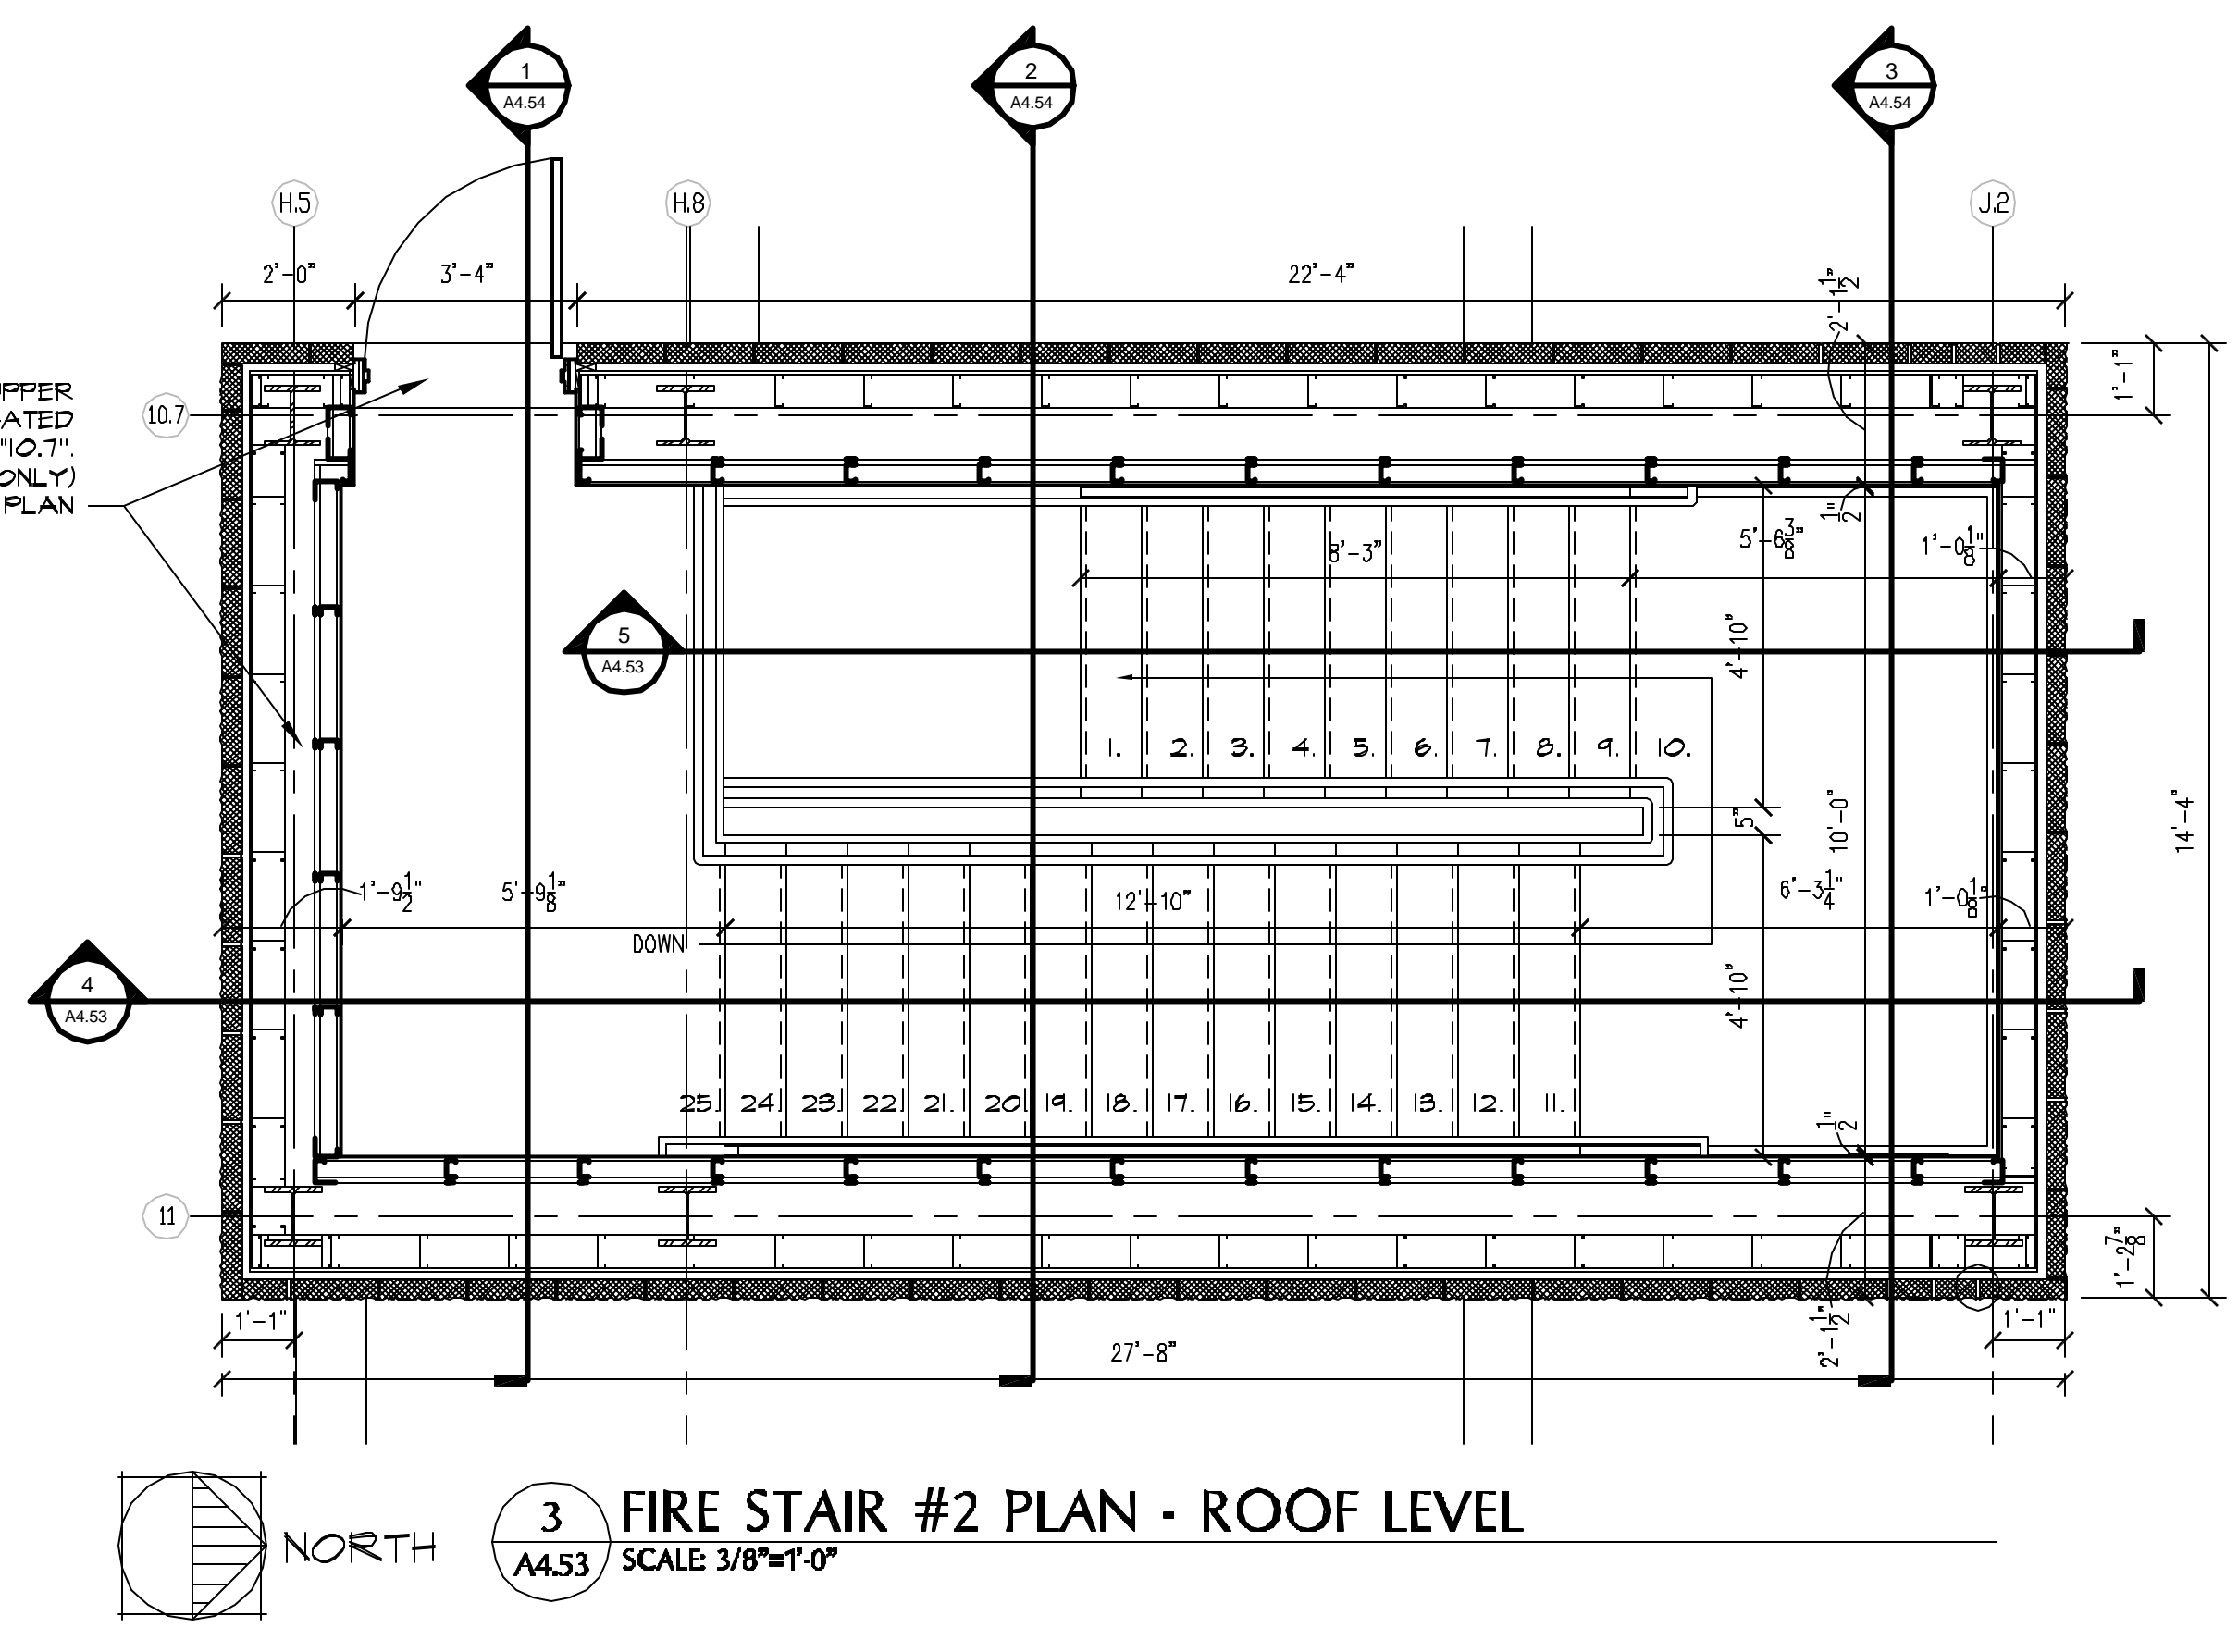 1
A4.54
2
A4.54
3
A4.54
H.5
H.8
J.2
2'-0"
3'-4"
22'-4"
2'-1 1/2"
1'-1"
UPPER
10.7
"10.7".
ONLY)
PLAN
1/2"
5'-6 3/8"
1'-0 1/8"
8'-3"
5
A4.53
4'-10"
1. 2. 3. 4. 5. 6. 7. 8. 9. 10.
5"
10'-0"
14'-4"
1'-9 1/2"
5'-9 1/8"
12'-10"
6'-3 1/4"
1'-0 1/8"
DOWN
4
A4.53
4'-10"
25. 24. 23. 22. 21. 20. 19. 18. 17. 16. 15. 14. 13. 12. 11.
1/2"
11
1'-2 7/8"
1'-1"
2'-1 1/2"
1'-1"
27'-8"
NORTH
3
A4.53
FIRE STAIR #2 PLAN - ROOF LEVEL
SCALE: 3/8"=1'-0"